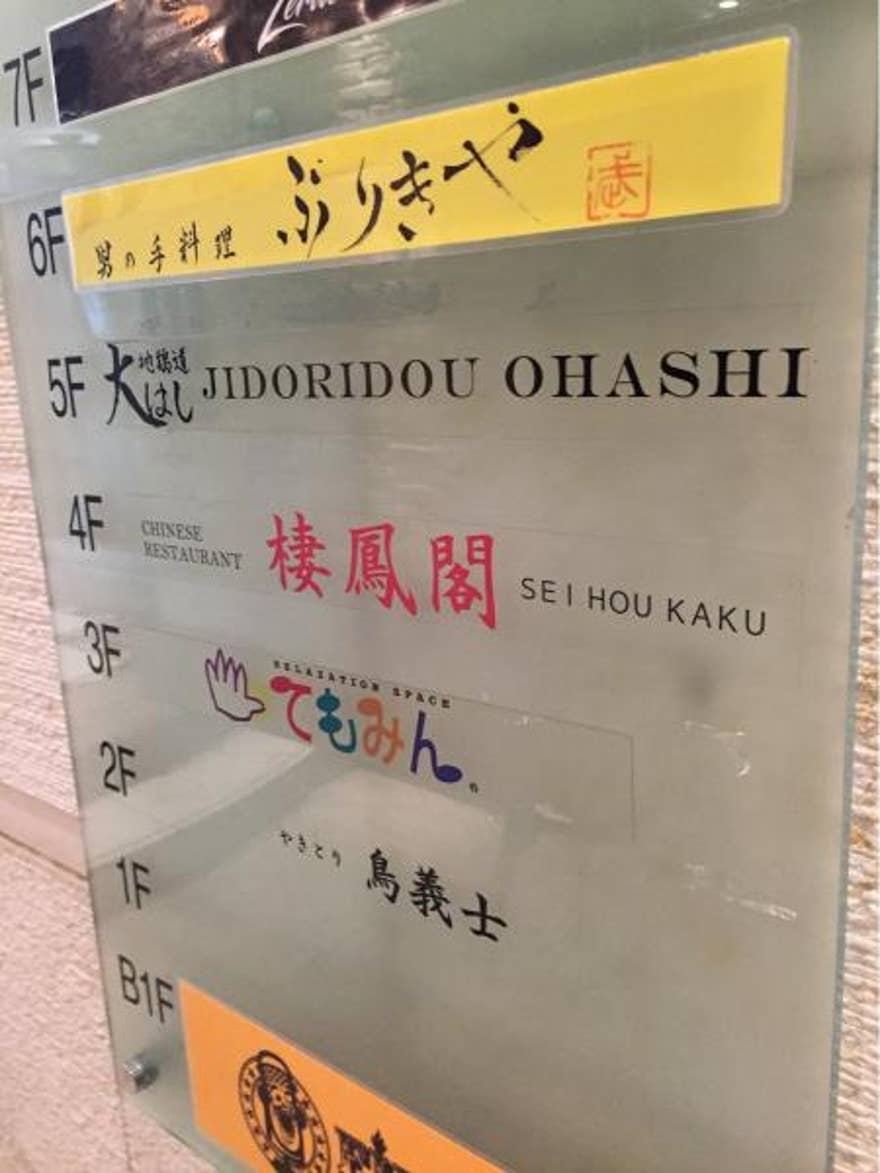 7F
6F 男の手料理 ぶりきや
5F 地鶏道 大はし JIDORIDOU OHASHI
4F CHINESE RESTAURANT 棲鳳閣 SEI HOU KAKU
3F RELAXATION SPACE
てもみん。
2F
やきとり 鳥義士
1F
B1F